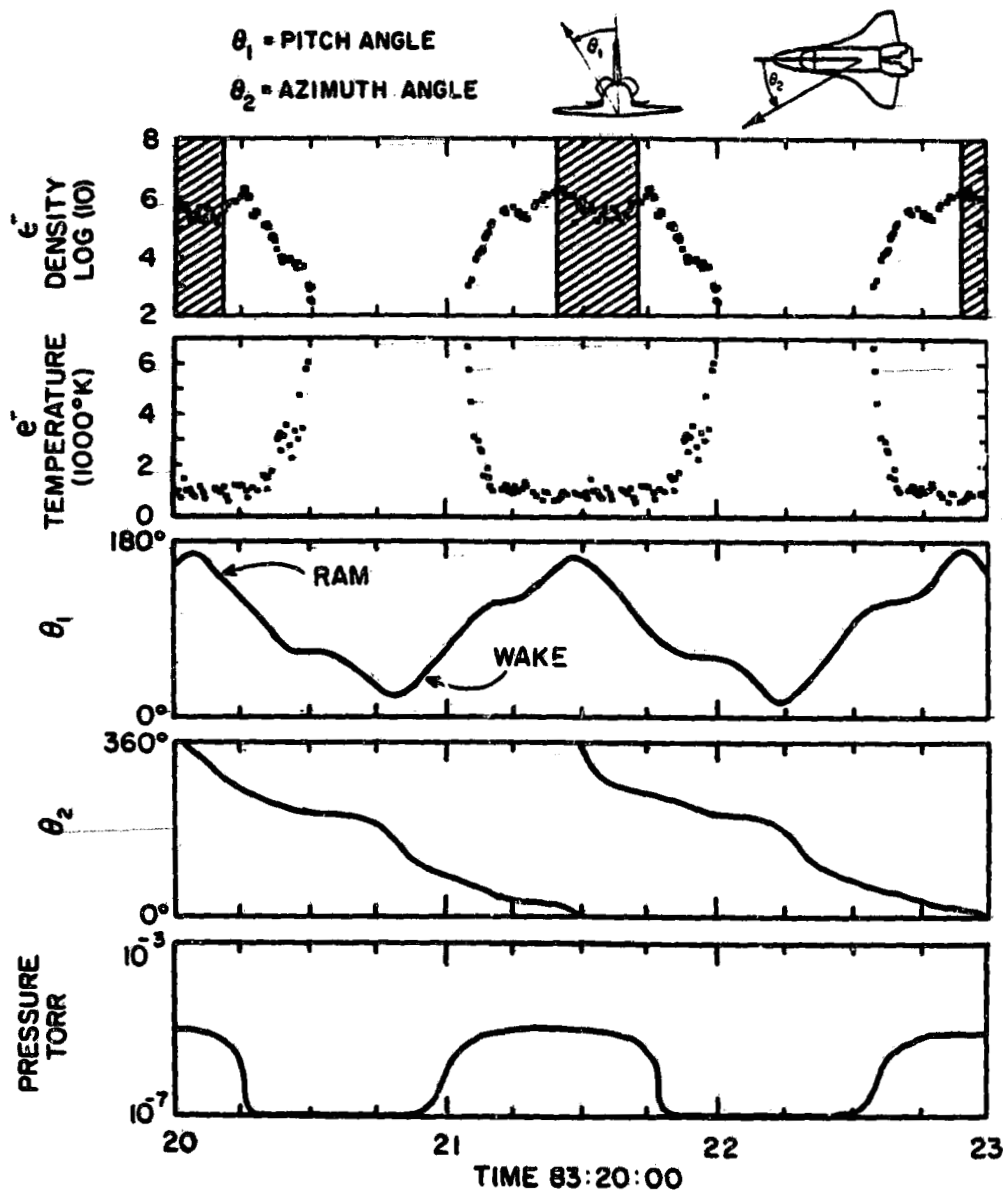 θ₁ = PITCH ANGLE
θ₂ = AZIMUTH ANGLE
θ₁
θ₂
e⁻ DENSITY LOG (10)
8
6
4
2
e⁻ TEMPERATURE (1000°K)
6
4
2
0
θ₁
180°
0°
RAM
WAKE
θ₂
360°
0°
PRESSURE TORR
10⁻³
10⁻⁷
20 21 22 23
TIME 83:20:00